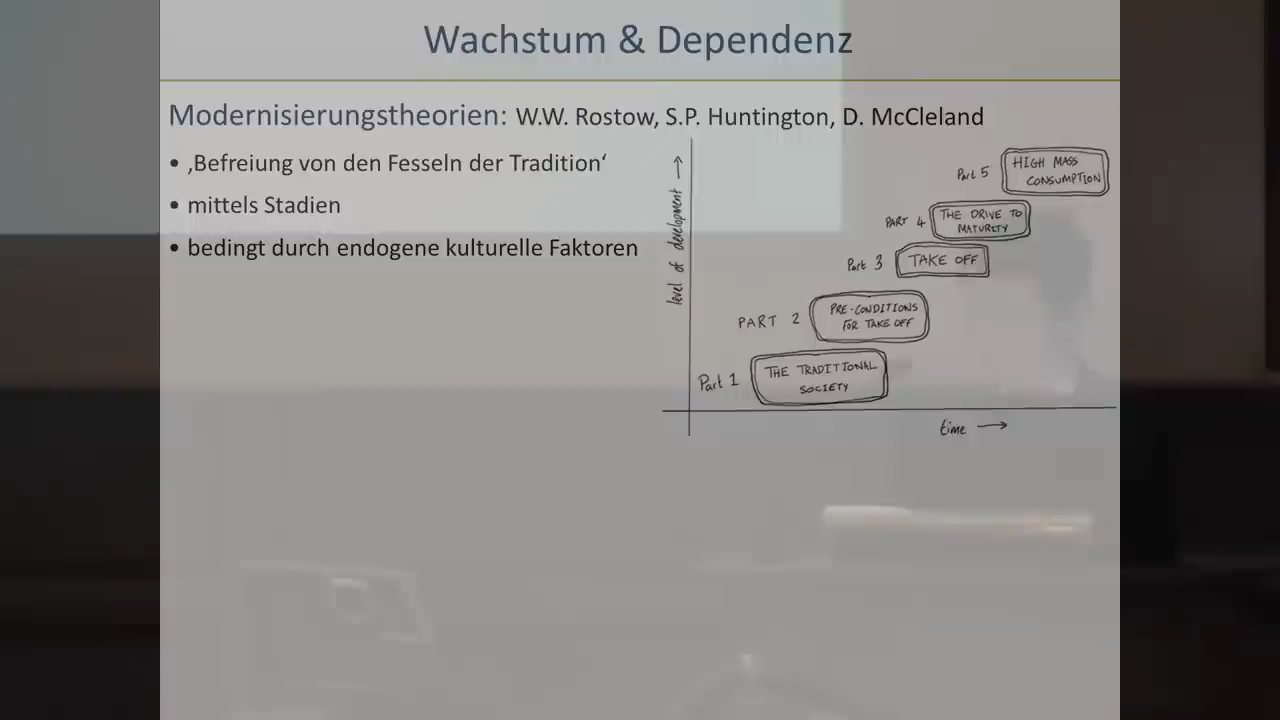 Wachstum & Dependenz
Modernisierungstheorien: W.W. Rostow, S.P. Huntington, D. McCleland
• ‚Befreiung von den Fesseln der Tradition‘
• mittels Stadien
• bedingt durch endogene kulturelle Faktoren
level of development →
Part 5 HIGH MASS
CONSUMPTION
PART 4 THE DRIVE TO
MATURITY
Part 3 TAKE OFF
PART 2 PRE-CONDITIONS
FOR TAKE OFF
Part 1 THE TRADITIONAL
SOCIETY
time →